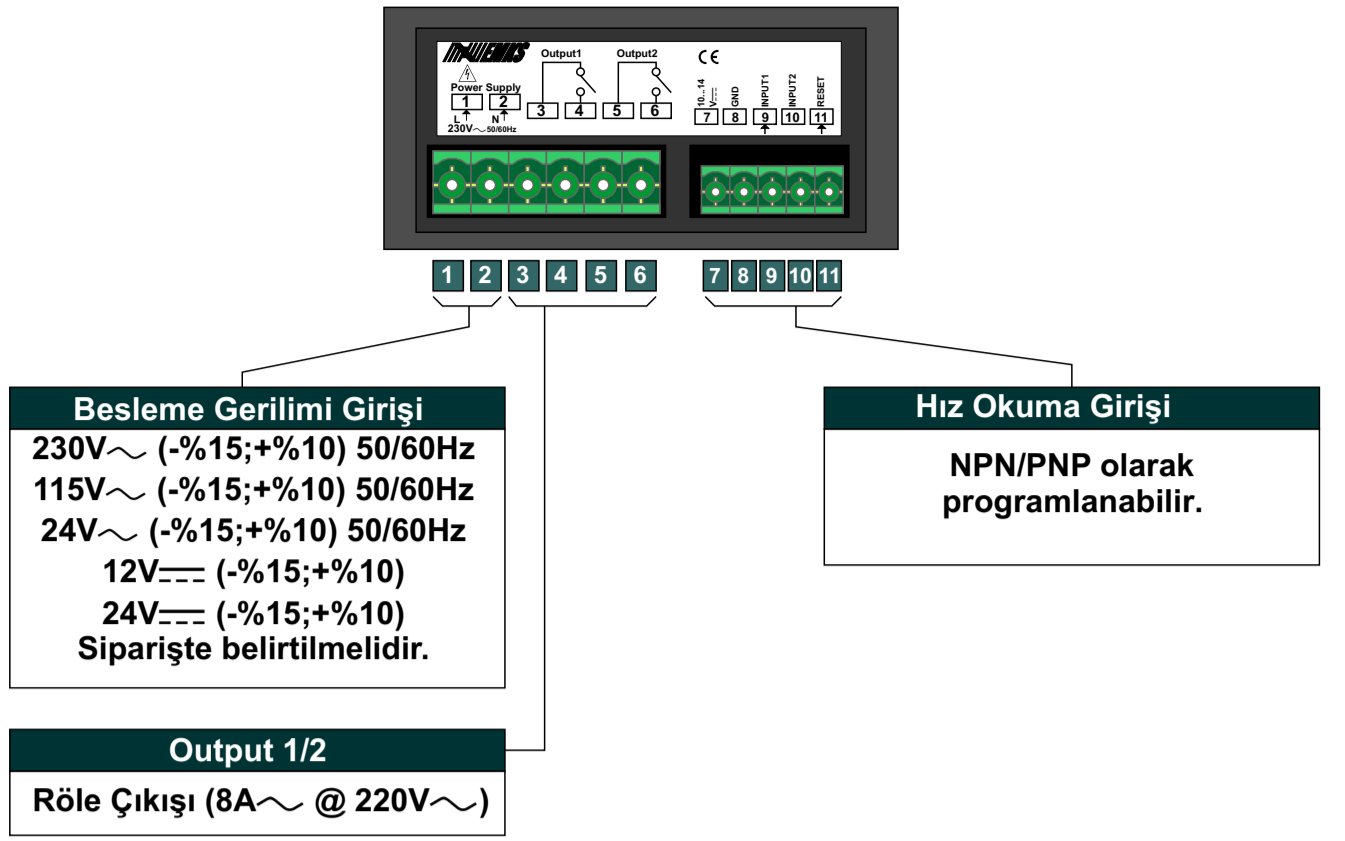 EMKS
Output1
Output2
CE
Power Supply
1
2
3
4
5
6
L
N
230V 50/60Hz
10...14
V
GND
INPUT1
INPUT2
RESET
7
8
9
10
11
1
2
3
4
5
6
7
8
9
10
11
Besleme Gerilimi Girişi
230V～ (-%15;+%10) 50/60Hz
115V～ (-%15;+%10) 50/60Hz
24V～ (-%15;+%10) 50/60Hz
12V⎓ (-%15;+%10)
24V⎓ (-%15;+%10)
Siparişte belirtilmelidir.
Hız Okuma Girişi
NPN/PNP olarak
programlanabilir.
Output 1/2
Röle Çıkışı (8A～ @ 220V～)